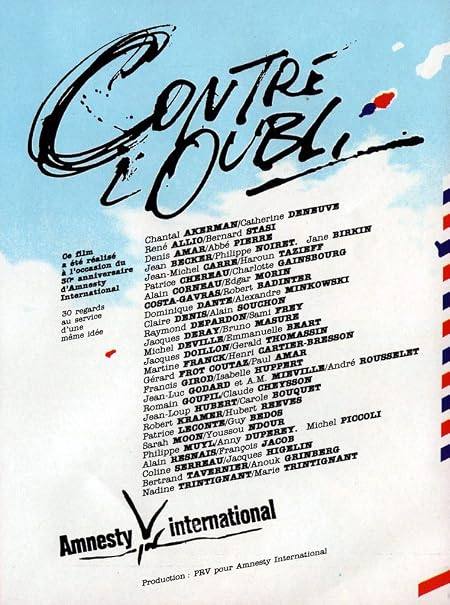 CONTRE
L'OUBLI
Ce film
a été réalisé
à l'occasion du
30e anniversaire
d'Amnesty
International
30 regards
au service
d'une
même idée
Chantal AKERMAN/Catherine DENEUVE
René ALLIO/Bernard STASI
Denis AMAR/Abbé PIERRE
Jean BECKER/Philippe NOIRET. Jane BIRKIN
Jean-Michel CARRÉ/Haroun TAZIEFF
Patrice CHEREAU/Charlotte GAINSBOURG
Alain CORNEAU/Edgar MORIN
COSTA-GAVRAS/Robert BADINTER
Dominique DANTE/Alexandre MINKOWSKI
Claire DENIS/Alain SOUCHON
Raymond DEPARDON/Sami FREY
Jacques DERAY/Bruno MASURE
Michel DEVILLE/Emmanuelle BEART
Jacques DOILLON/Gerald THOMASSIN
Martine FRANCK/Henri CARTIER-BRESSON
Gérard FROT COUTAZ/Paul AMAR
Francis GIROD/Isabelle HUPPERT
Jean-Luc GODARD et A.M. MIEVILLE/André ROUSSELET
Romain GOUPIL/Claude CHEYSSON
Jean-Loup HUBERT/Carole BOUQUET
Robert KRAMER/Hubert REEVES
Patrice LECONTE/Guy BEDOS
Sarah MOON/Youssou NDOUR
Philippe MUYL/Anny DUPEREY. Michel PICCOLI
Alain RESNAIS/François JACOB
Coline SERREAU/Jacques HIGELIN
Bertrand TAVERNIER/Anouk GRINBERG
Nadine TRINTIGNANT/Marie TRINTIGNANT
Amnesty international
Production : PRV pour Amnesty International